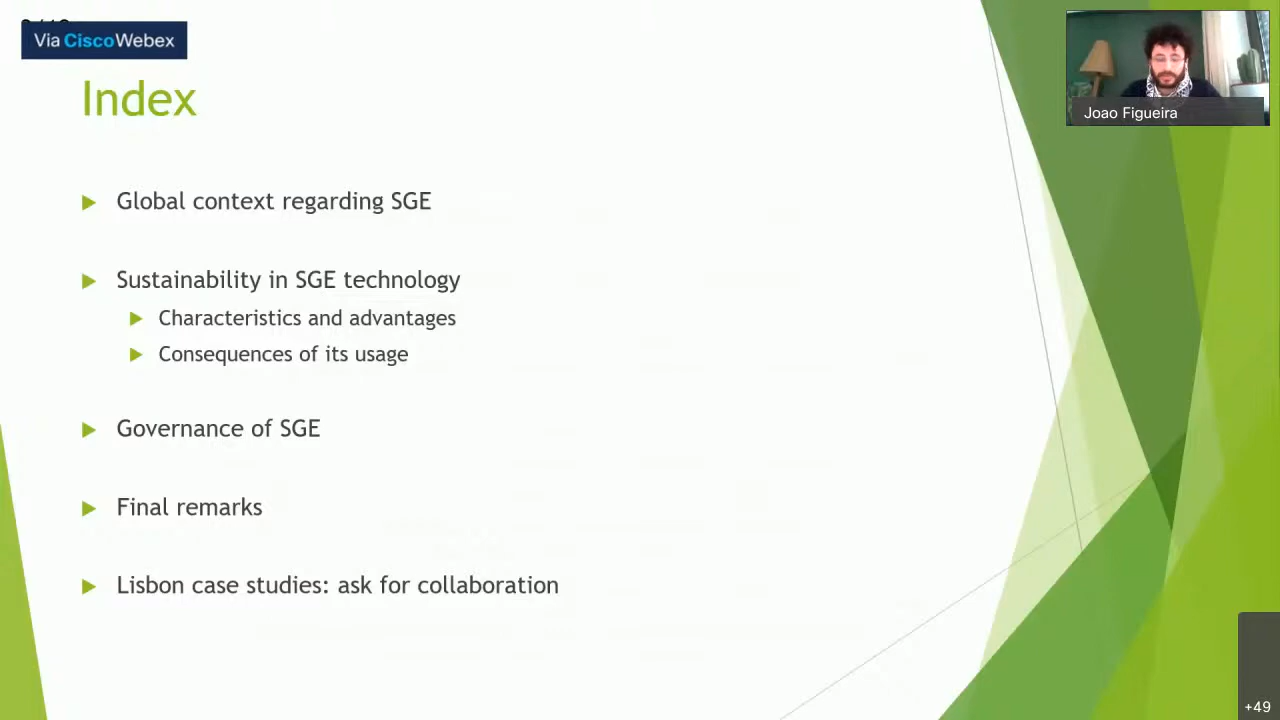 Via CiscoWebex
Joao Figueira
Index
Global context regarding SGE
Sustainability in SGE technology
Characteristics and advantages
Consequences of its usage
Governance of SGE
Final remarks
Lisbon case studies: ask for collaboration
+49